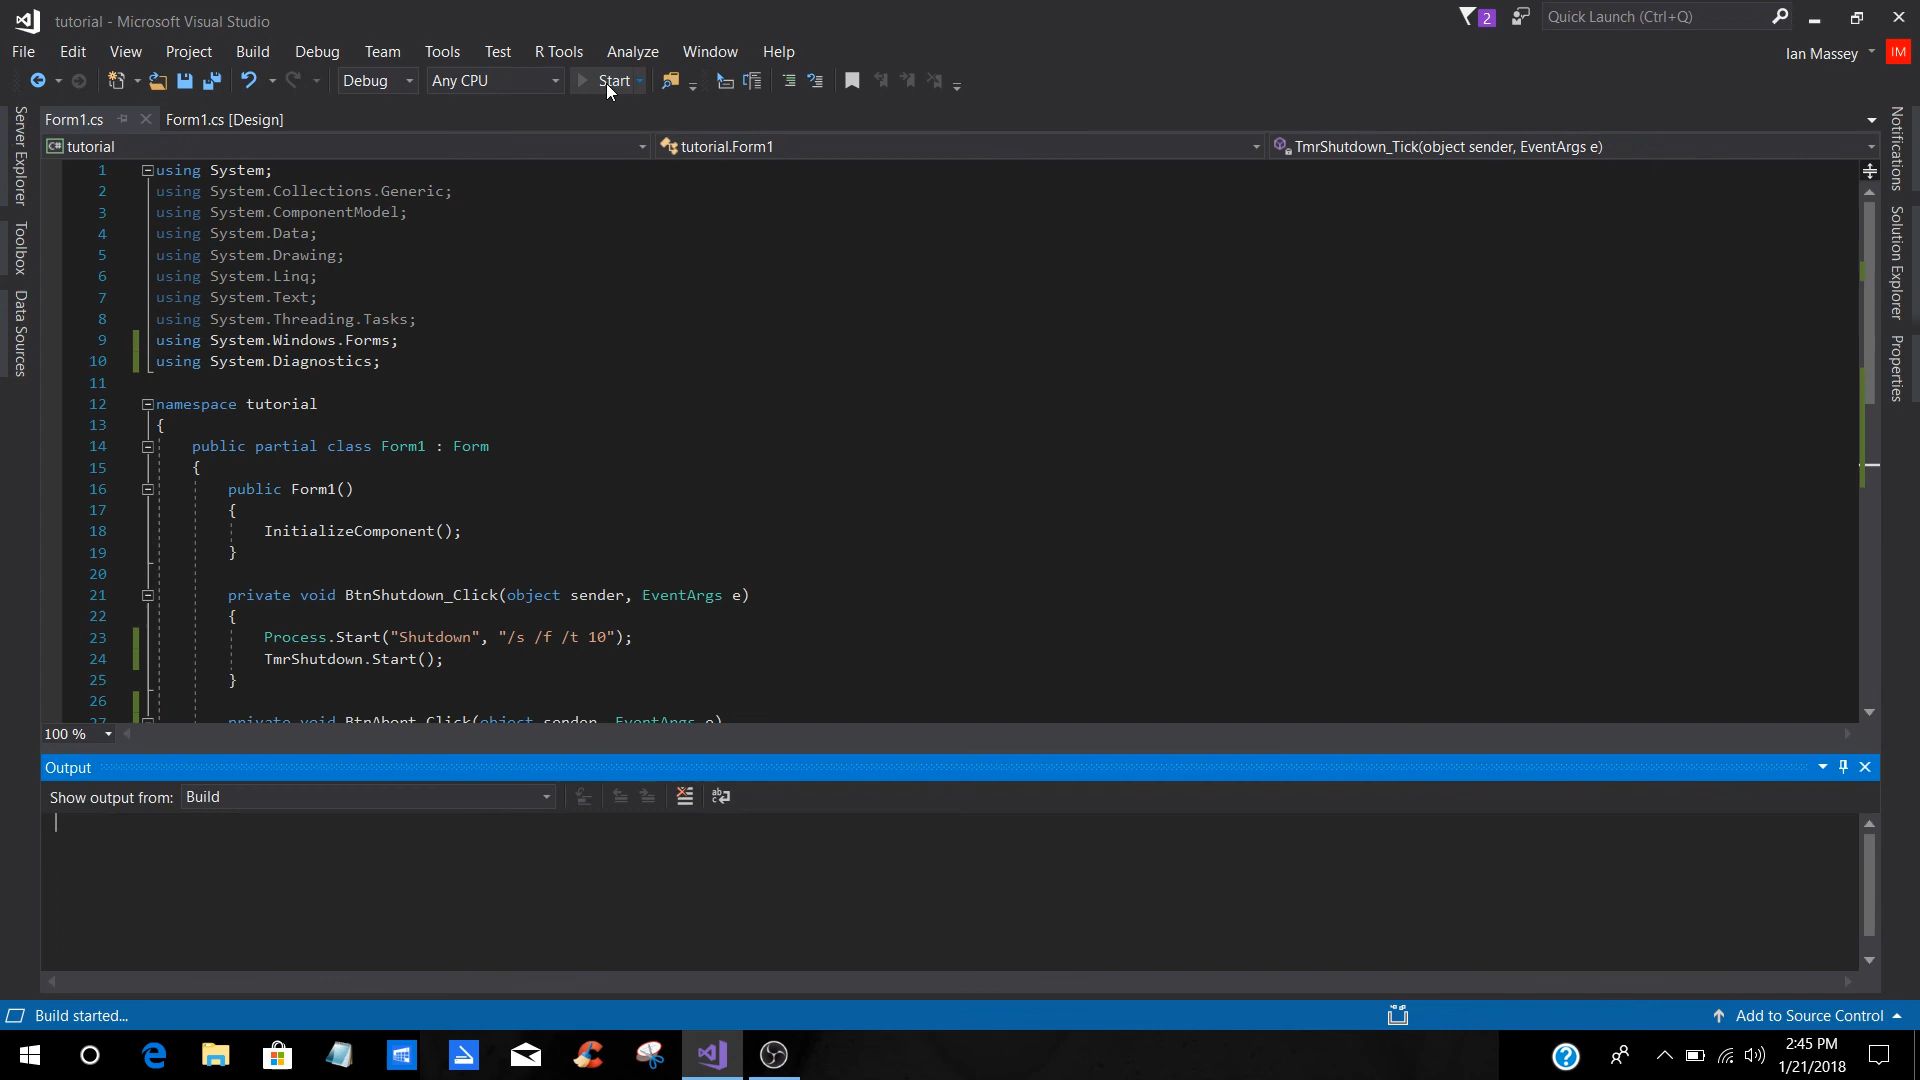 tutorial - Microsoft Visual Studio
2
Quick Launch (Ctrl+Q)
File Edit View Project Build Debug Team Tools Test R Tools Analyze Window Help
Ian Massey IM
Debug Any CPU Start
Form1.cs Form1.cs [Design]
C# tutorial tutorial.Form1 TmrShutdown_Tick(object sender, EventArgs e)
Server Explorer
Toolbox
Data Sources
Notifications
Solution Explorer
Properties
1 using System;
2 using System.Collections.Generic;
3 using System.ComponentModel;
4 using System.Data;
5 using System.Drawing;
6 using System.Linq;
7 using System.Text;
8 using System.Threading.Tasks;
9 using System.Windows.Forms;
10 using System.Diagnostics;
11
12 namespace tutorial
13 {
14 public partial class Form1 : Form
15 {
16 public Form1()
17 {
18 InitializeComponent();
19 }
20
21 private void BtnShutdown_Click(object sender, EventArgs e)
22 {
23 Process.Start("Shutdown", "/s /f /t 10");
24 TmrShutdown.Start();
25 }
26
27 private void BtnAbort_Click(object sender, EventArgs e)
100 %
Output
Show output from: Build
Build started...
Add to Source Control
2:45 PM
1/21/2018